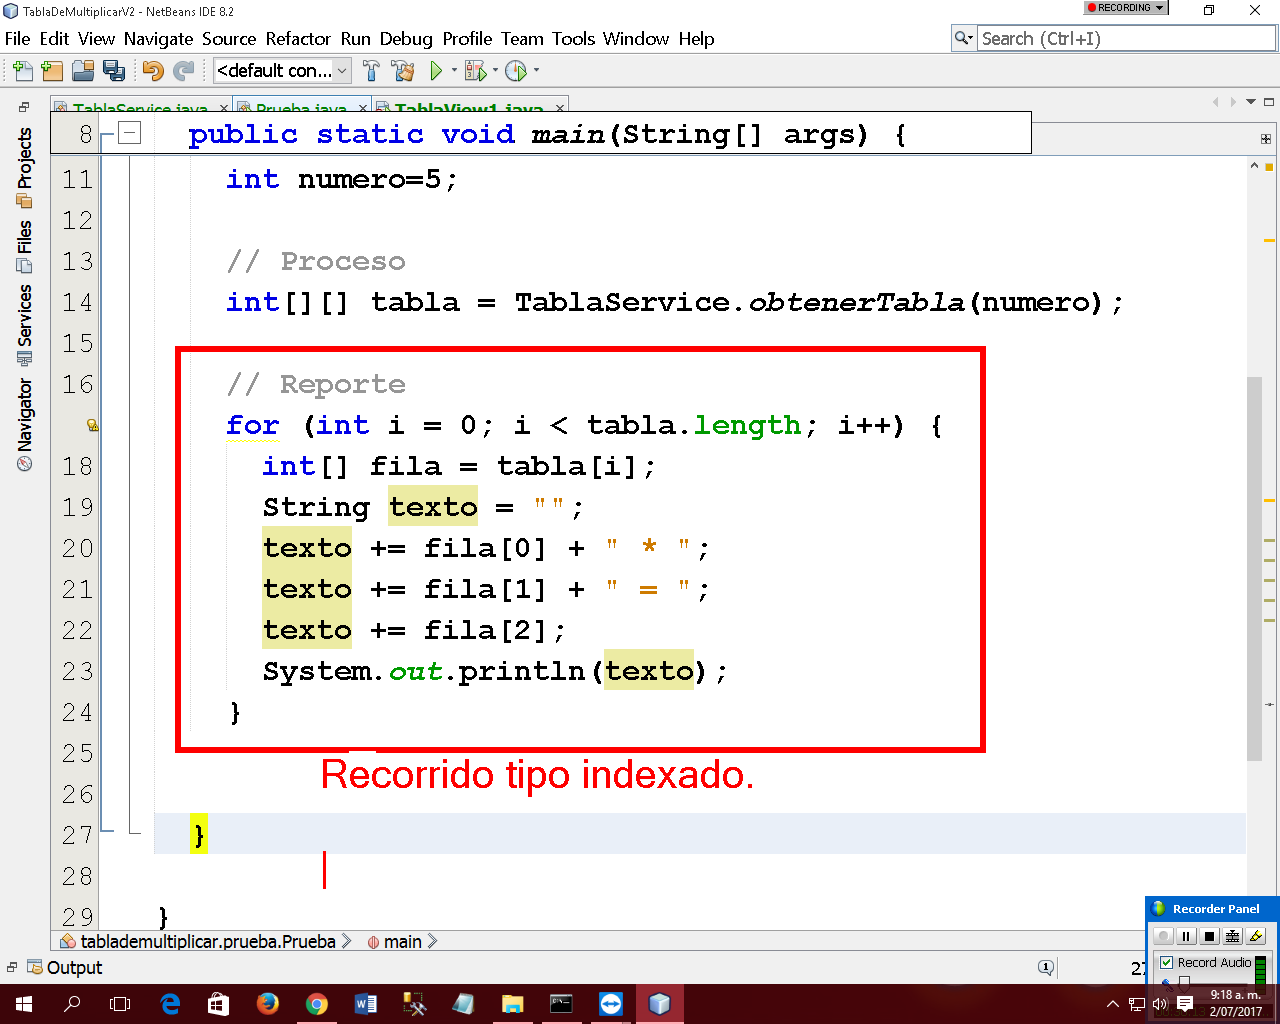 TablaDeMultiplicarV2 - NetBeans IDE 8.2
RECORDING
File Edit View Navigate Source Refactor Run Debug Profile Team Tools Window Help
Search (Ctrl+I)
<default con...
TablaService.java Prueba.java TablaView1.java
8 public static void main(String[] args) {
11 int numero=5;
12
13 // Proceso
14 int[][] tabla = TablaService.obtenerTabla(numero);
15
16 // Reporte
for (int i = 0; i < tabla.length; i++) {
18 int[] fila = tabla[i];
19 String texto = "";
20 texto += fila[0] + " * ";
21 texto += fila[1] + " = ";
22 texto += fila[2];
23 System.out.println(texto);
24 }
25
Recorrido tipo indexado.
26
27 }
28
29 }
Projects
Files
Services
Navigator
tablademultiplicar.prueba.Prueba main
Output
1
27
Recorder Panel
Record Audio
9:18 a. m.
2/07/2017